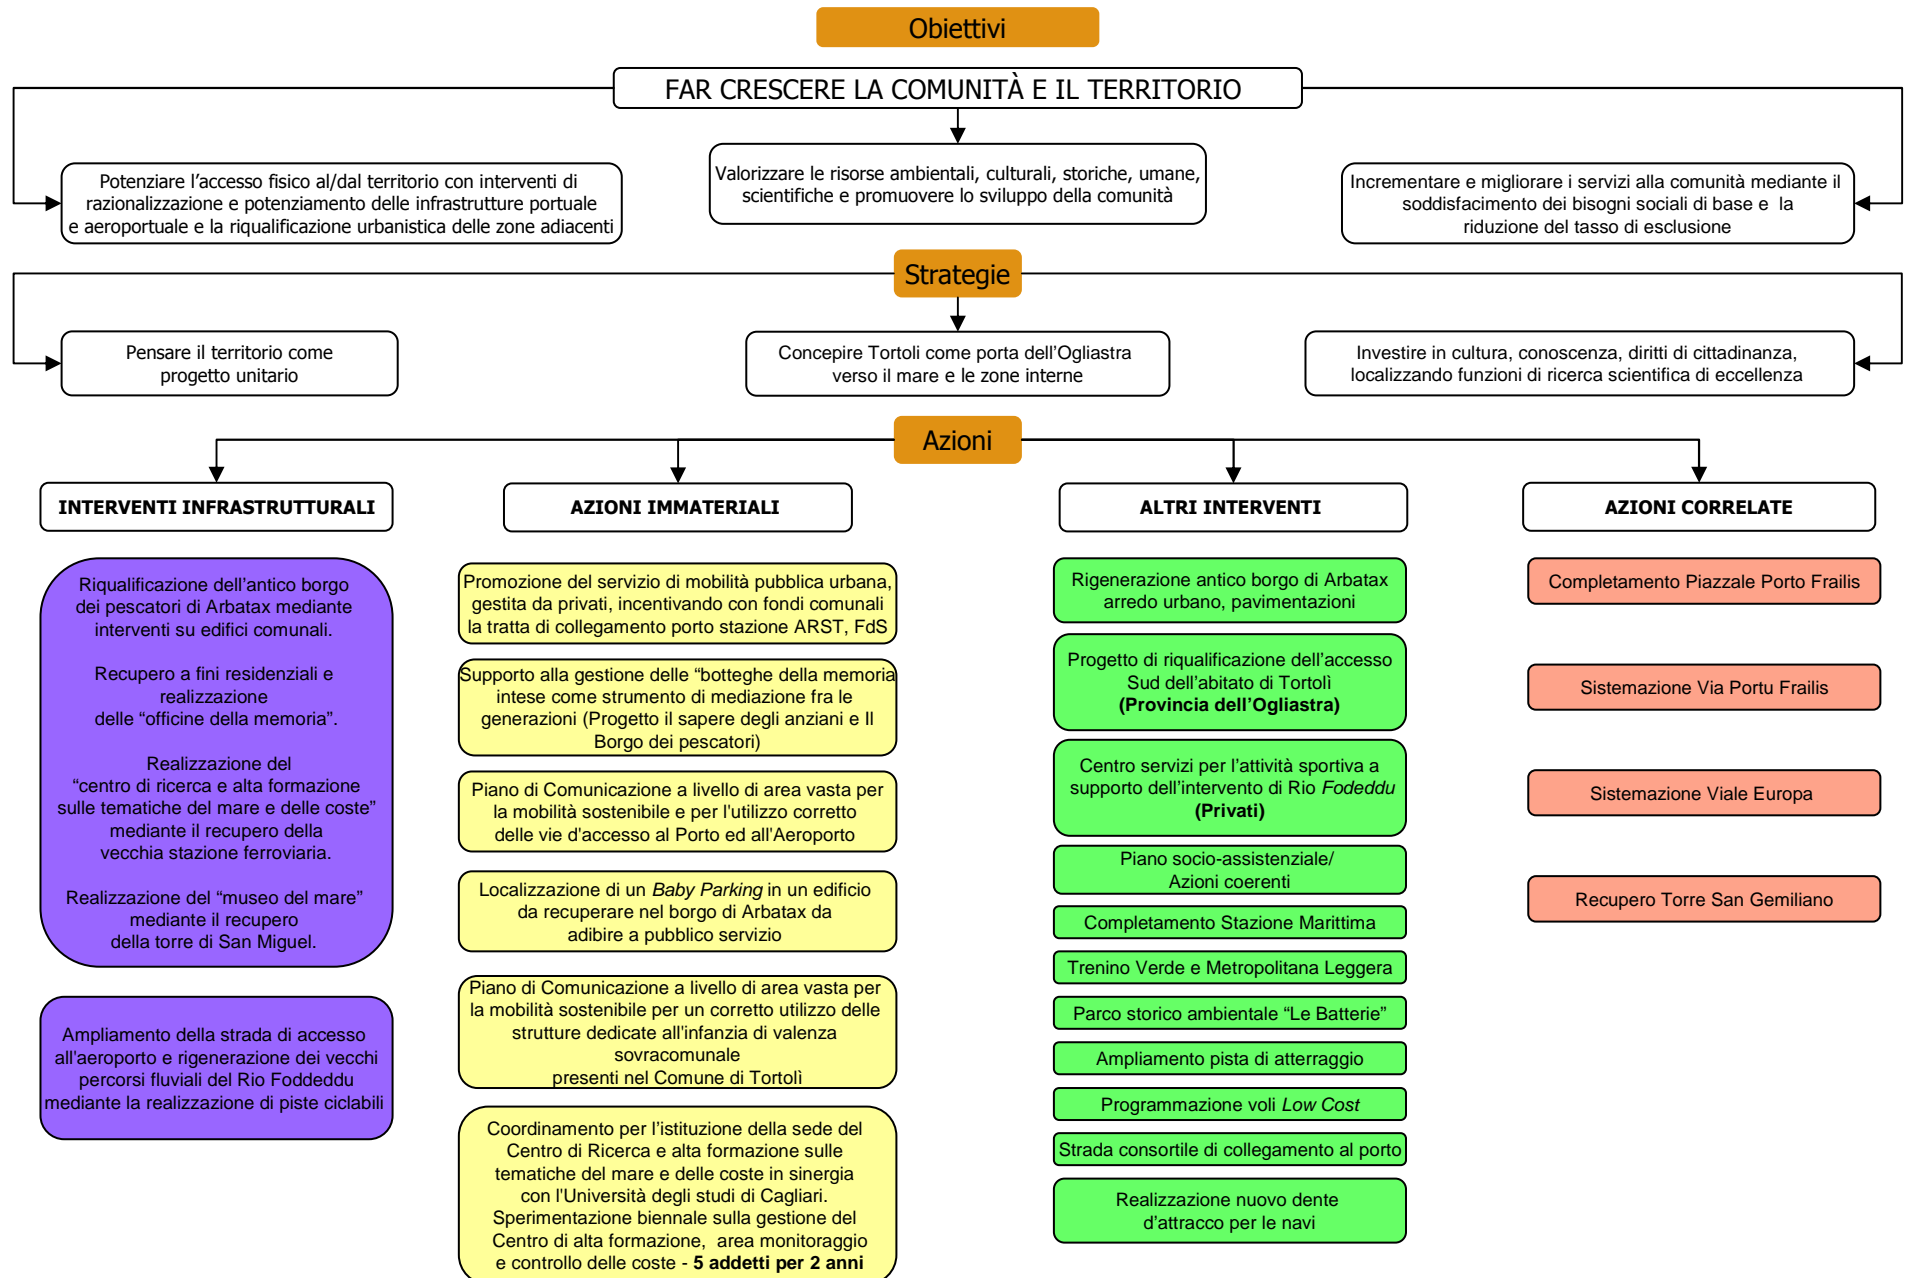 Obiettivi
FAR CRESCERE LA COMUNITÀ E IL TERRITORIO
Potenziare l'accesso fisico al/dal territorio con interventi di
razionalizzazione e potenziamento delle infrastrutture portuale
e aeroportuale e la riqualificazione urbanistica delle zone adiacenti
Valorizzare le risorse ambientali, culturali, storiche, umane,
scientifiche e promuovere lo sviluppo della comunità
Incrementare e migliorare i servizi alla comunità mediante il
soddisfacimento dei bisogni sociali di base e la
riduzione del tasso di esclusione
Strategie
Pensare il territorio come
progetto unitario
Concepire Tortoli come porta dell'Ogliastra
verso il mare e le zone interne
Investire in cultura, conoscenza, diritti di cittadinanza,
localizzando funzioni di ricerca scientifica di eccellenza
Azioni
INTERVENTI INFRASTRUTTURALI
Riqualificazione dell'antico borgo
dei pescatori di Arbatax mediante
interventi su edifici comunali.
Recupero a fini residenziali e
realizzazione
delle "officine della memoria".
Realizzazione del
"centro di ricerca e alta formazione
sulle tematiche del mare e delle coste"
mediante il recupero della
vecchia stazione ferroviaria.
Realizzazione del "museo del mare"
mediante il recupero
della torre di San Miguel.
Ampliamento della strada di accesso
all'aeroporto e rigenerazione dei vecchi
percorsi fluviali del Rio Foddeddu
mediante la realizzazione di piste ciclabili
AZIONI IMMATERIALI
Promozione del servizio di mobilità pubblica urbana,
gestita da privati, incentivando con fondi comunali
la tratta di collegamento porto stazione ARST, FdS
Supporto alla gestione delle "botteghe della memoria
intese come strumento di mediazione fra le
generazioni (Progetto il sapere degli anziani e Il
Borgo dei pescatori)
Piano di Comunicazione a livello di area vasta per
la mobilità sostenibile e per l'utilizzo corretto
delle vie d'accesso al Porto ed all'Aeroporto
Localizzazione di un Baby Parking in un edificio
da recuperare nel borgo di Arbatax da
adibire a pubblico servizio
Piano di Comunicazione a livello di area vasta per
la mobilità sostenibile per un corretto utilizzo delle
strutture dedicate all'infanzia di valenza
sovracomunale
presenti nel Comune di Tortolì
Coordinamento per l'istituzione della sede del
Centro di Ricerca e alta formazione sulle
tematiche del mare e delle coste in sinergia
con l'Università degli studi di Cagliari.
Sperimentazione biennale sulla gestione del
Centro di alta formazione, area monitoraggio
e controllo delle coste - 5 addetti per 2 anni
ALTRI INTERVENTI
Rigenerazione antico borgo di Arbatax
arredo urbano, pavimentazioni
Progetto di riqualificazione dell'accesso
Sud dell'abitato di Tortolì
(Provincia dell'Ogliastra)
Centro servizi per l'attività sportiva a
supporto dell'intervento di Rio Fodeddu
(Privati)
Piano socio-assistenziale/
Azioni coerenti
Completamento Stazione Marittima
Trenino Verde e Metropolitana Leggera
Parco storico ambientale "Le Batterie"
Ampliamento pista di atterraggio
Programmazione voli Low Cost
Strada consortile di collegamento al porto
Realizzazione nuovo dente
d'attracco per le navi
AZIONI CORRELATE
Completamento Piazzale Porto Frailis
Sistemazione Via Portu Frailis
Sistemazione Viale Europa
Recupero Torre San Gemiliano